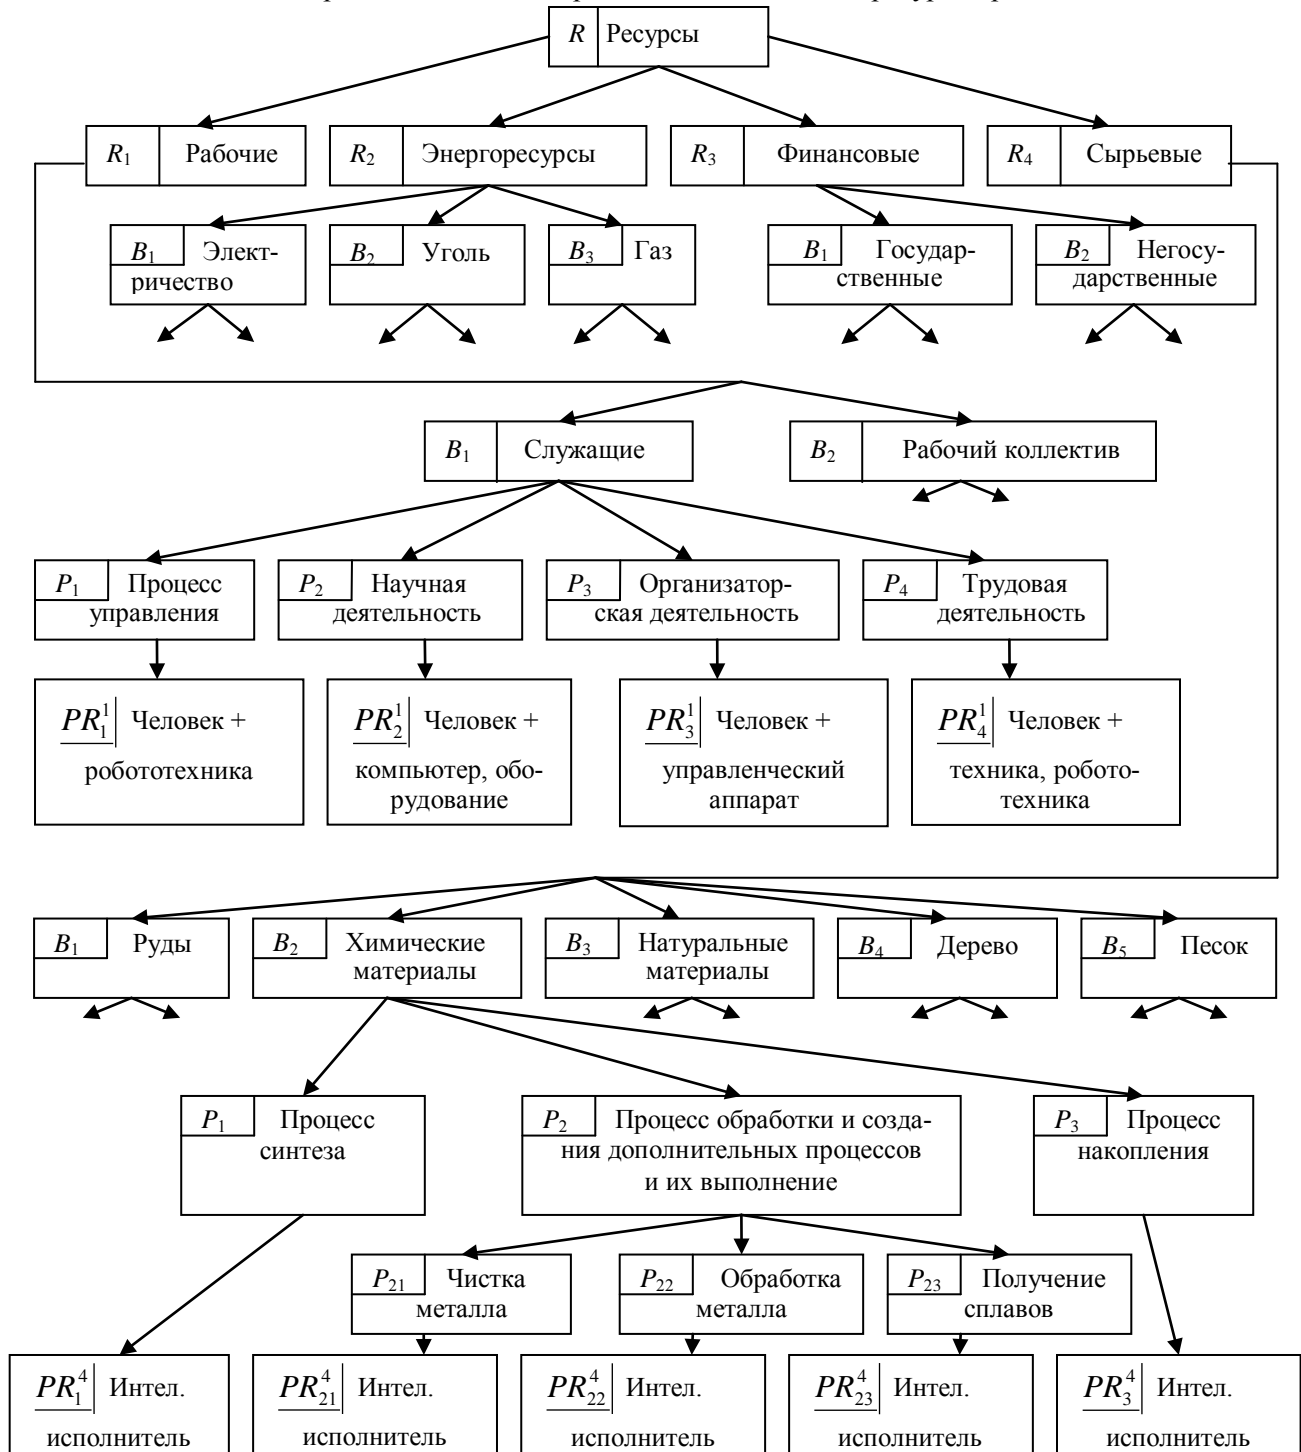 R Ресурсы
R1 Рабочие
R2 Энергоресурсы
R3 Финансовые
R4 Сырьевые
B1 Элект-
ричество
B2 Уголь
B3 Газ
B1 Государ-
ственные
B2 Негосу-
дарственные
B1 Служащие
B2 Рабочий коллектив
P1 Процесс
управления
P2 Научная
деятельность
P3 Организатор-
ская деятельность
P4 Трудовая
деятельность
PR₁¹ Человек +
робототехника
PR₂¹ Человек +
компьютер, обо-
рудование
PR₃¹ Человек +
управленческий
аппарат
PR₄¹ Человек +
техника, робото-
техника
B1 Руды
B2 Химические
материалы
B3 Натуральные
материалы
B4 Дерево
B5 Песок
P1 Процесс
синтеза
P2 Процесс обработки и созда-
ния дополнительных процессов
и их выполнение
P3 Процесс
накопления
P21 Чистка
металла
P22 Обработка
металла
P23 Получение
сплавов
PR₁⁴ Интел.
исполнитель
PR₂₁⁴ Интел.
исполнитель
PR₂₂⁴ Интел.
исполнитель
PR₂₃⁴ Интел.
исполнитель
PR₃⁴ Интел.
исполнитель